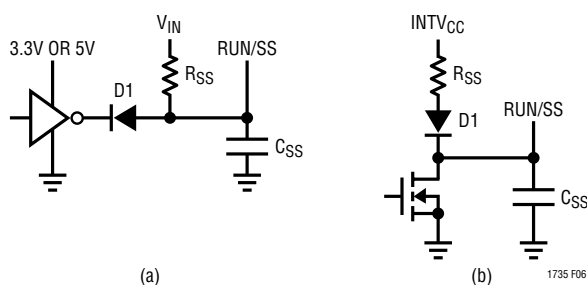 3.3V OR 5V
V_IN
R_SS
RUN/SS
D1
C_SS
(a)
INTV_CC
R_SS
D1
RUN/SS
C_SS
(b)
1735 F06